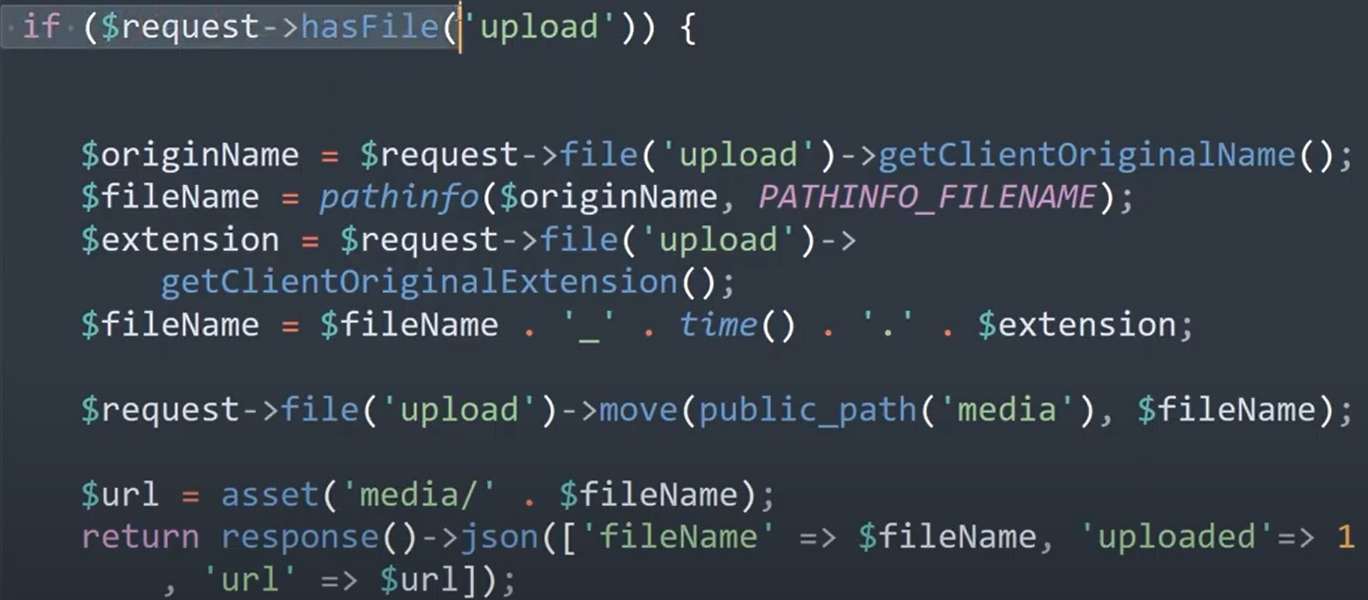 if ($request->hasFile('upload')) {
$originName = $request->file('upload')->getClientOriginalName();
$fileName = pathinfo($originName, PATHINFO_FILENAME);
$extension = $request->file('upload')->
getClientOriginalExtension();
$fileName = $fileName . '_' . time() . '.' . $extension;
$request->file('upload')->move(public_path('media'), $fileName);
$url = asset('media/' . $fileName);
return response()->json(['fileName' => $fileName, 'uploaded'=> 1
, 'url' => $url]);